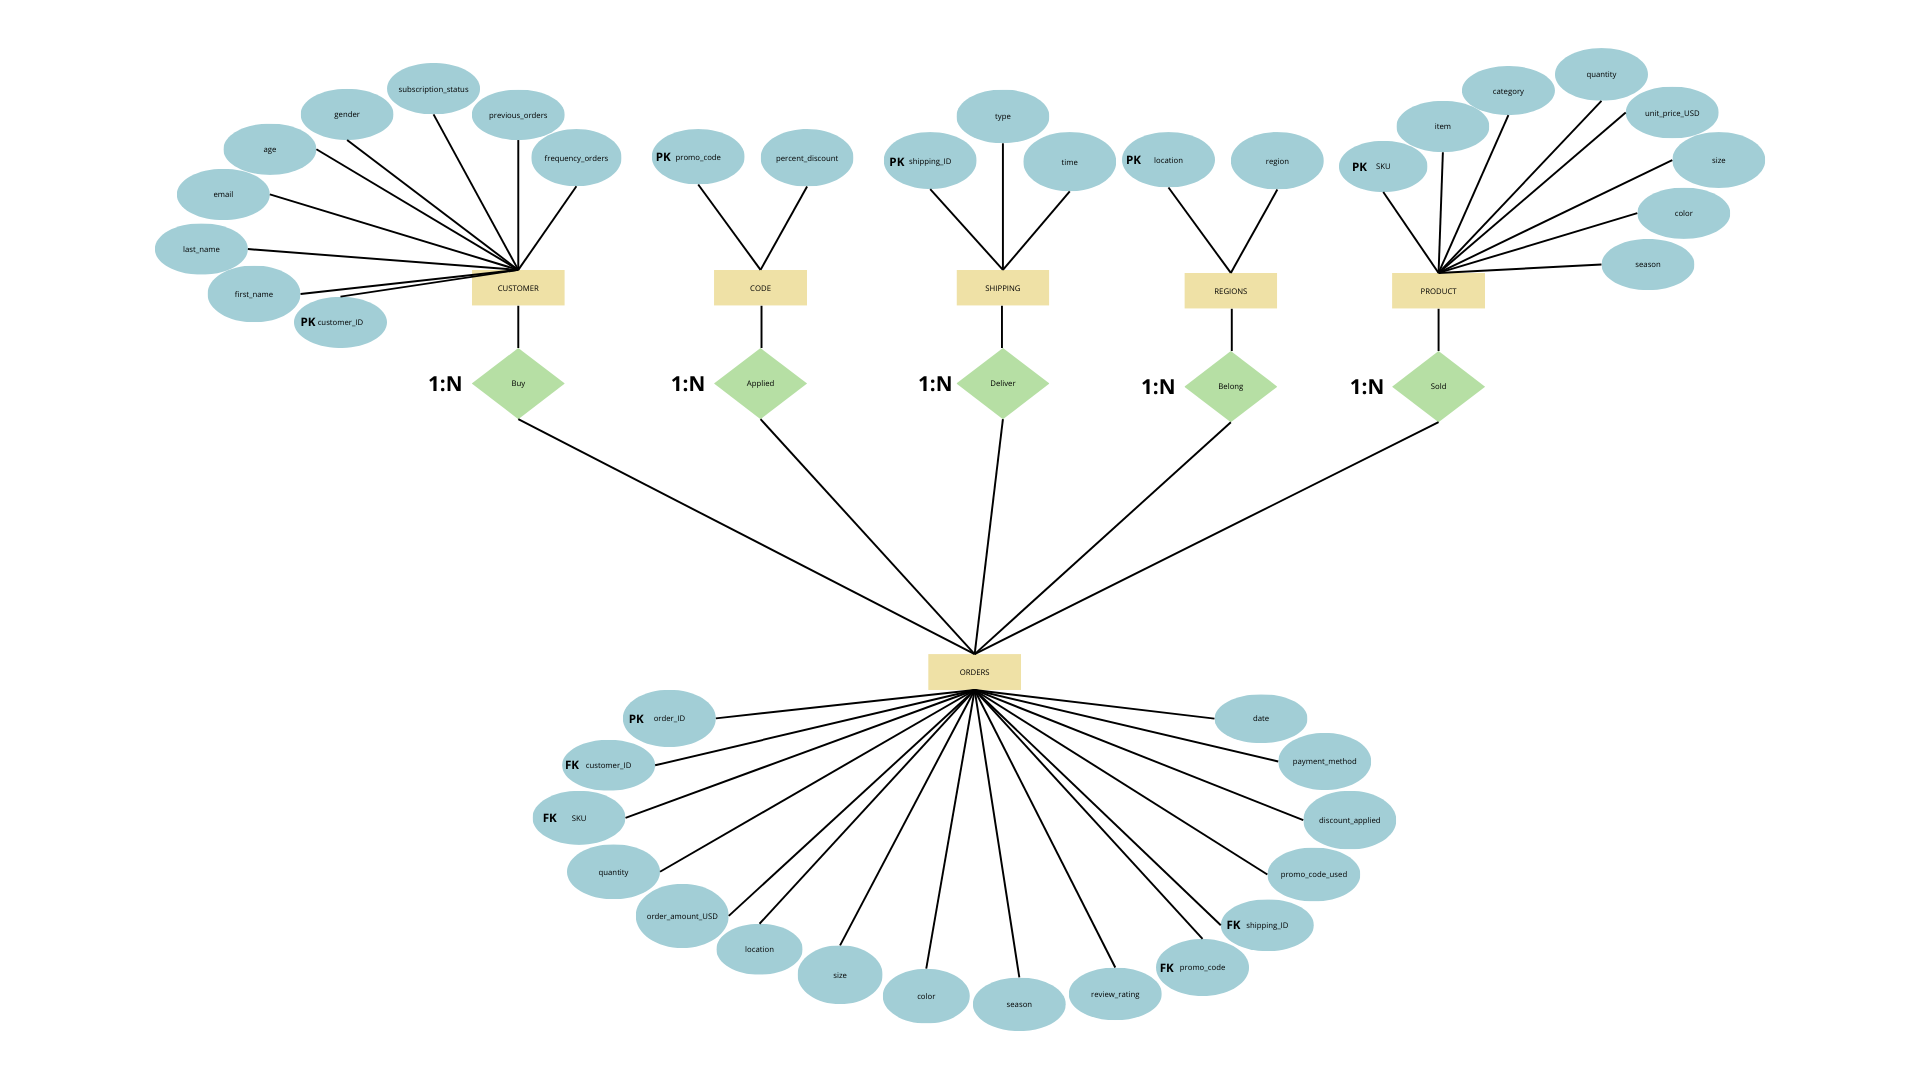 subscription_status
gender
previous_orders
age
frequency_orders
email
last_name
first_name
PK customer_ID
CUSTOMER
1:N
Buy
PK promo_code
percent_discount
CODE
1:N
Applied
type
PK shipping_ID
time
SHIPPING
1:N
Deliver
PK location
region
REGIONS
1:N
Belong
quantity
category
unit_price_USD
item
size
PK SKU
color
season
PRODUCT
1:N
Sold
ORDERS
PK order_ID
FK customer_ID
FK SKU
quantity
order_amount_USD
location
size
color
season
review_rating
FK promo_code
FK shipping_ID
promo_code_used
discount_applied
payment_method
date